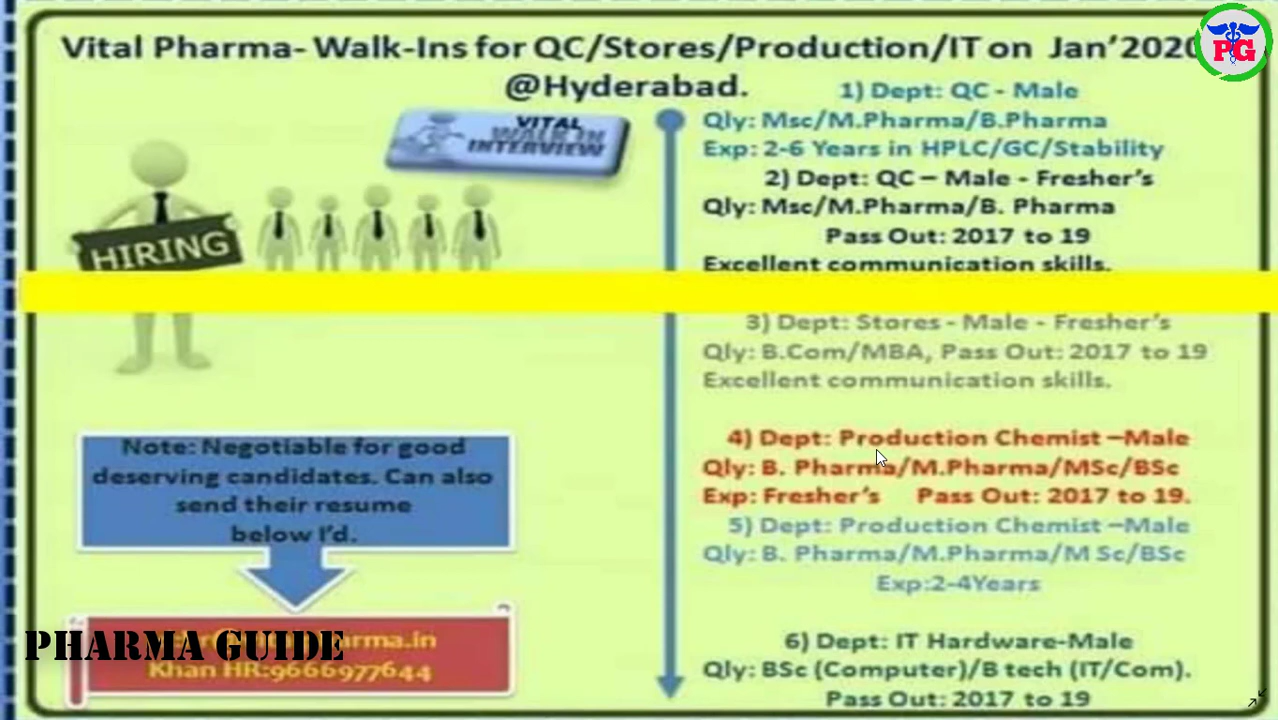 Vital Pharma- Walk-Ins for QC/Stores/Production/IT on Jan’2020
@Hyderabad.
PG
VITAL
WALK IN
INTERVIEW
HIRING
1) Dept: QC - Male
Qly: Msc/M.Pharma/B.Pharma
Exp: 2-6 Years in HPLC/GC/Stability
2) Dept: QC – Male - Fresher’s
Qly: Msc/M.Pharma/B. Pharma
Pass Out: 2017 to 19
Excellent communication skills.
3) Dept: Stores - Male - Fresher’s
Qly: B.Com/MBA, Pass Out: 2017 to 19
Excellent communication skills.
4) Dept: Production Chemist –Male
Qly: B. Pharma/M.Pharma/MSc/BSc
Exp: Fresher’s Pass Out: 2017 to 19.
5) Dept: Production Chemist –Male
Qly: B. Pharma/M.Pharma/M Sc/BSc
Exp:2-4Years
6) Dept: IT Hardware-Male
Qly: BSc (Computer)/B tech (IT/Com).
Pass Out: 2017 to 19
Note: Negotiable for good
deserving candidates. Can also
send their resume
below I’d.
Khan HR:9666977644
PHARMA GUIDE